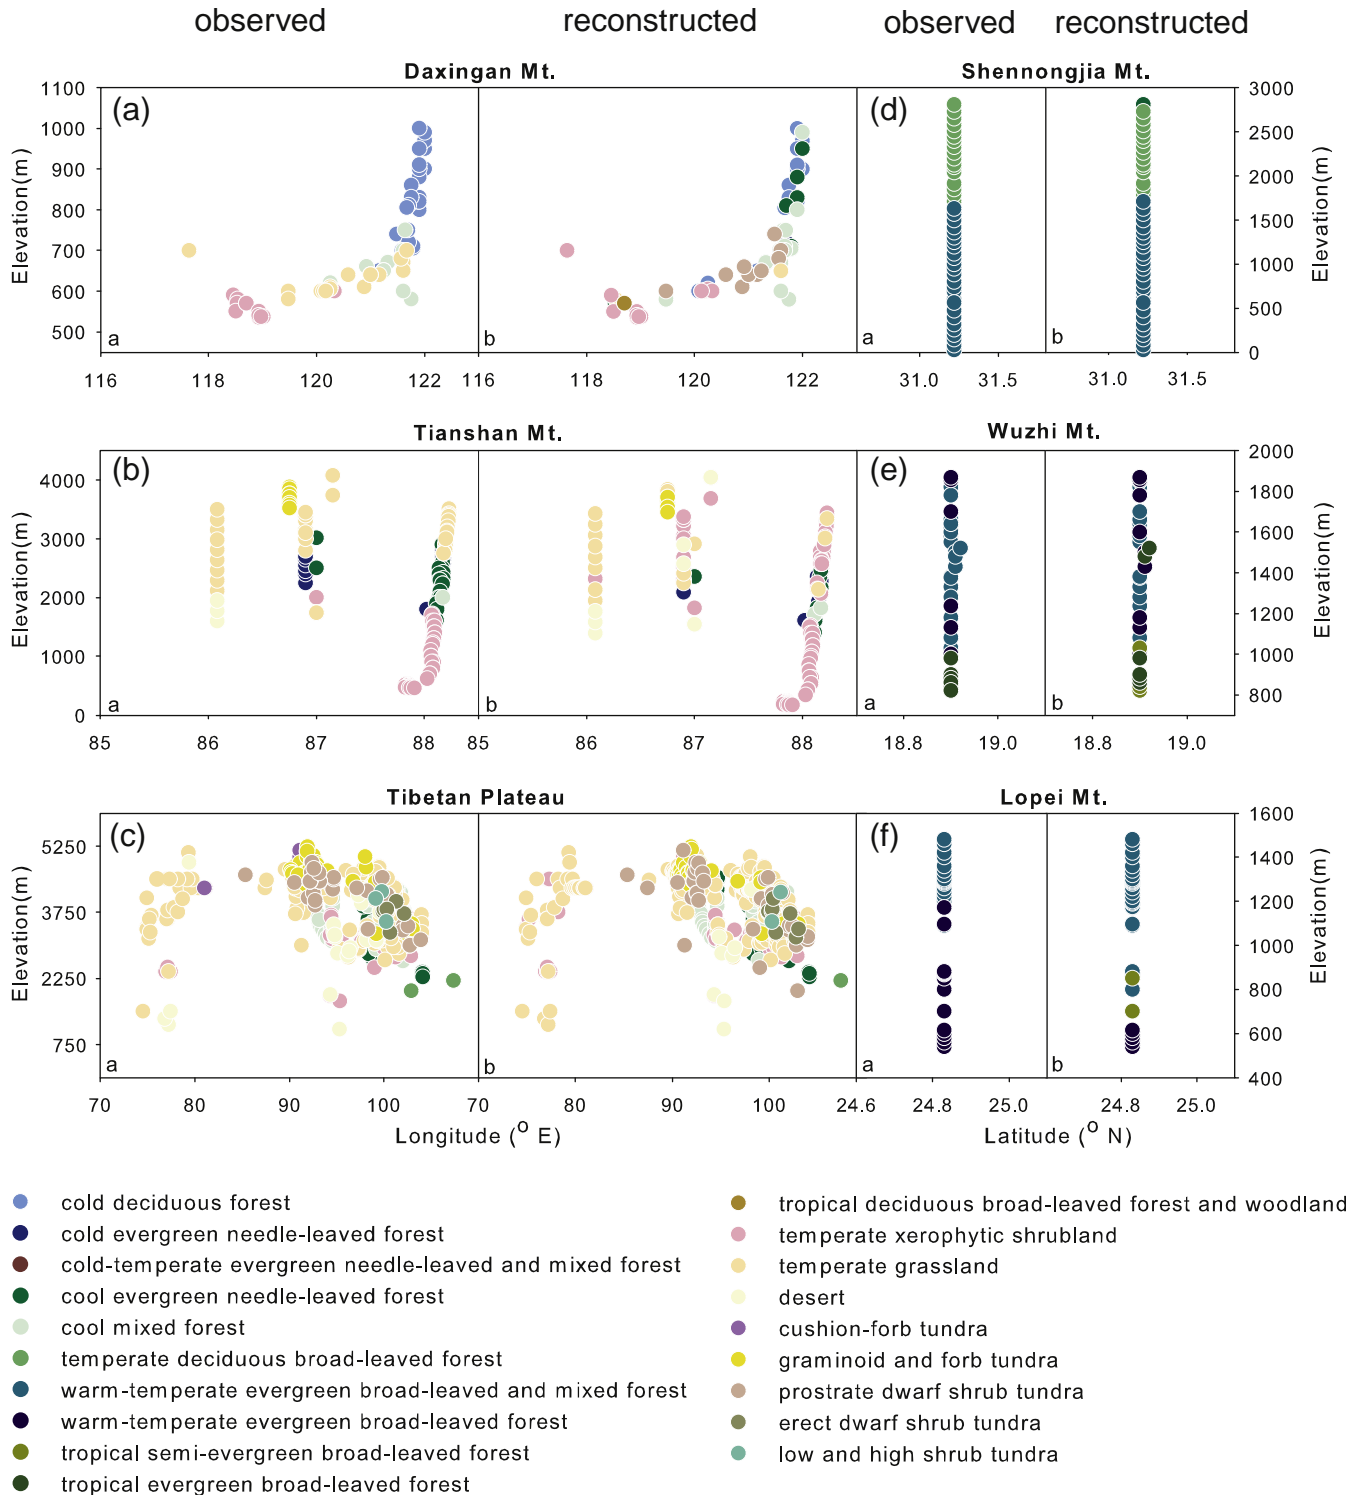 observed reconstructed observed reconstructed
Daxingan Mt. Shennongjia Mt.
(a) (d)
1100 1000 900 800 700 600 500
Elevation(m)
a b a b
3000 2500 2000 1500 1000 500 0
Elevation(m)
116 118 120 122 116 118 120 122 31.0 31.5 31.0 31.5
Tianshan Mt. Wuzhi Mt.
(b) (e)
4000 3000 2000 1000 0
Elevation(m)
a b a b
2000 1800 1600 1400 1200 1000 800
Elevation(m)
85 86 87 88 85 86 87 88 18.8 19.0 18.8 19.0
Tibetan Plateau Lopei Mt.
(c) (f)
5250 3750 2250 750
Elevation(m)
a b a b
1600 1400 1200 1000 800 600 400
Elevation(m)
70 80 90 100 70 80 90 100 24.6 24.8 25.0 24.8 25.0
Longitude (° E) Latitude (° N)
cold deciduous forest
cold evergreen needle-leaved forest
cold-temperate evergreen needle-leaved and mixed forest
cool evergreen needle-leaved forest
cool mixed forest
temperate deciduous broad-leaved forest
warm-temperate evergreen broad-leaved and mixed forest
warm-temperate evergreen broad-leaved forest
tropical semi-evergreen broad-leaved forest
tropical evergreen broad-leaved forest
tropical deciduous broad-leaved forest and woodland
temperate xerophytic shrubland
temperate grassland
desert
cushion-forb tundra
graminoid and forb tundra
prostrate dwarf shrub tundra
erect dwarf shrub tundra
low and high shrub tundra